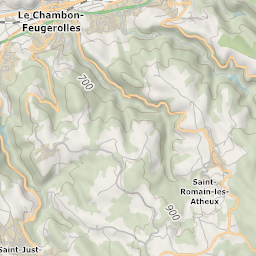 Le Chambon-
Feugerolles
700
Saint-
Romain-les-
Atheux
900
Saint-Just-